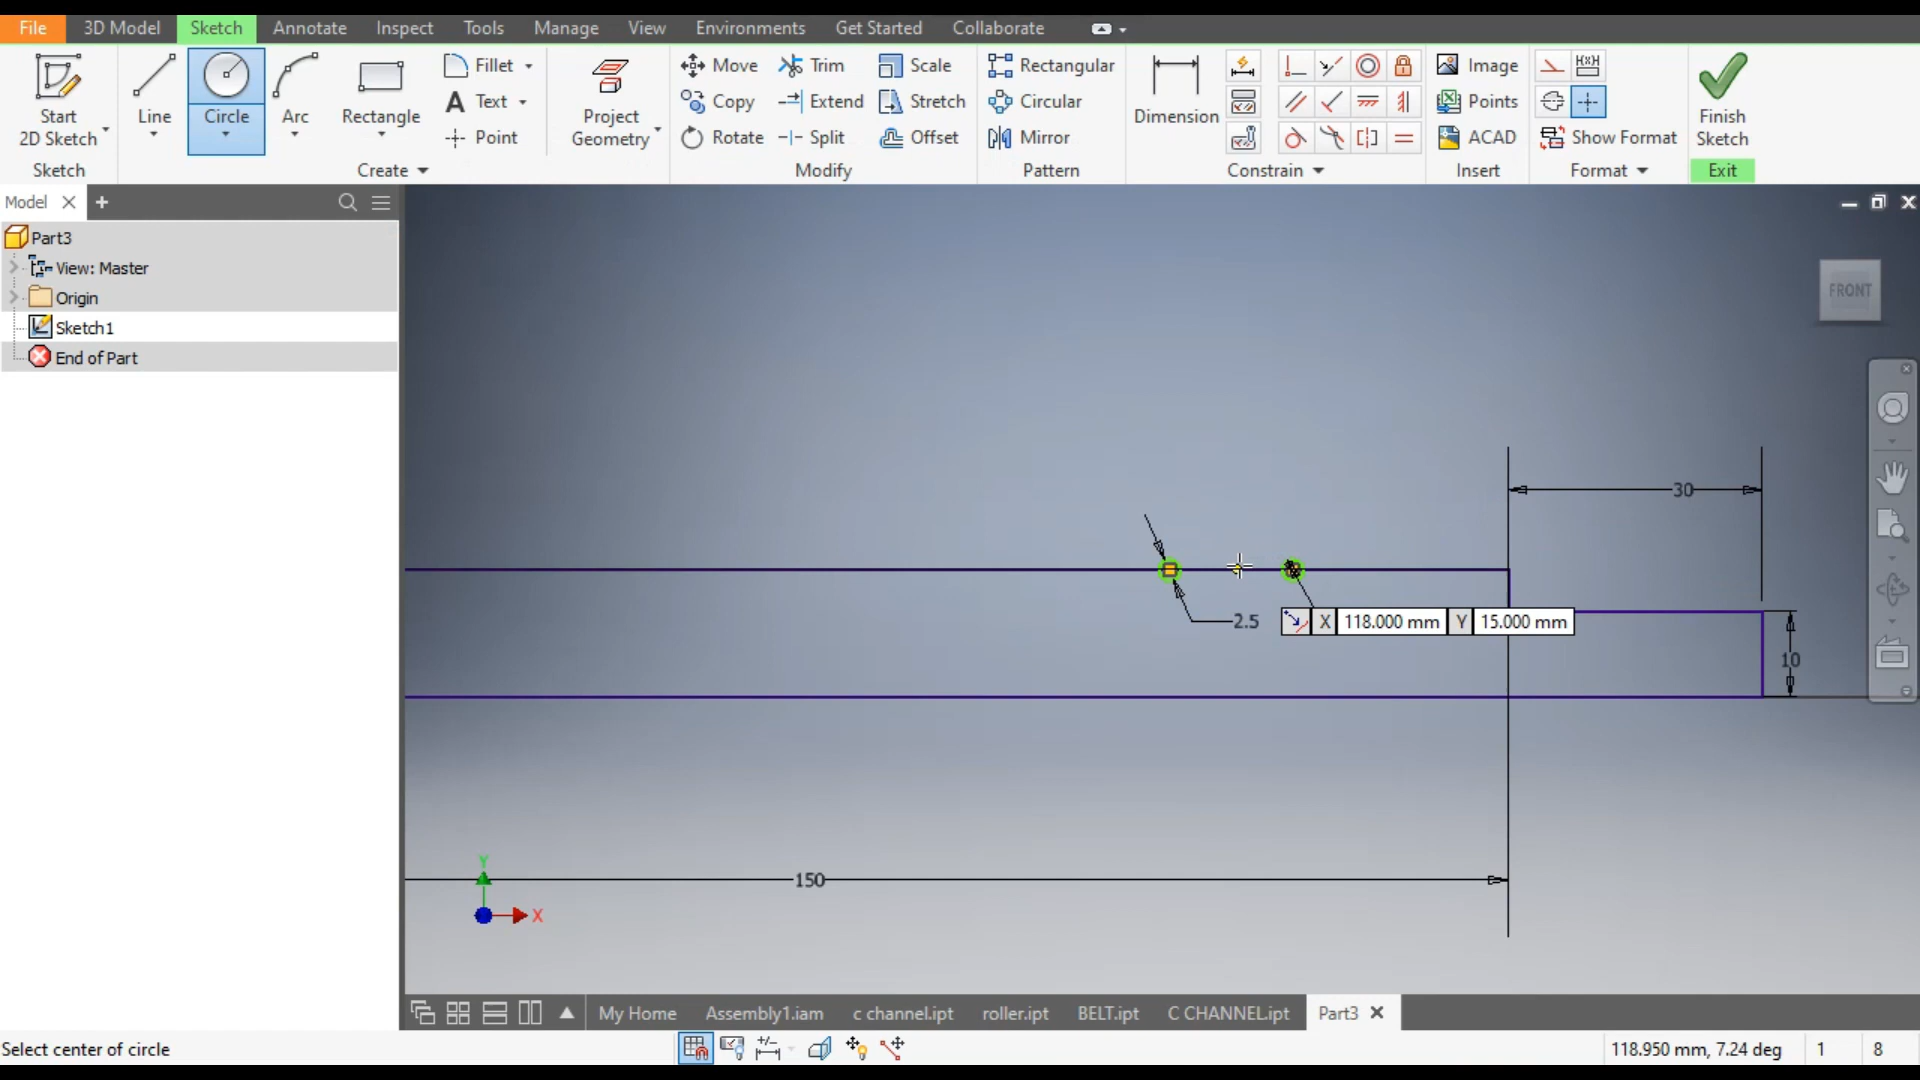 File 3D Model Sketch Annotate Inspect Tools Manage View Environments Get Started Collaborate
Start
2D Sketch
Line
Circle
Arc
Rectangle
Fillet
Text
Point
Project
Geometry
Move
Copy
Rotate
Trim
Extend
Split
Scale
Stretch
Offset
Rectangular
Circular
Mirror
Dimension
Image
Points
ACAD
Show Format
Finish
Sketch
Sketch Create Modify Pattern Constrain Insert Format Exit
Model
Part3
View: Master
Origin
Sketch1
End of Part
FRONT
30
2.5
X 118.000 mm Y 15.000 mm
10
150
Y
X
My Home Assembly1.iam c channel.ipt roller.ipt BELT.ipt C CHANNEL.ipt Part3
Select center of circle
118.950 mm, 7.24 deg 1 8